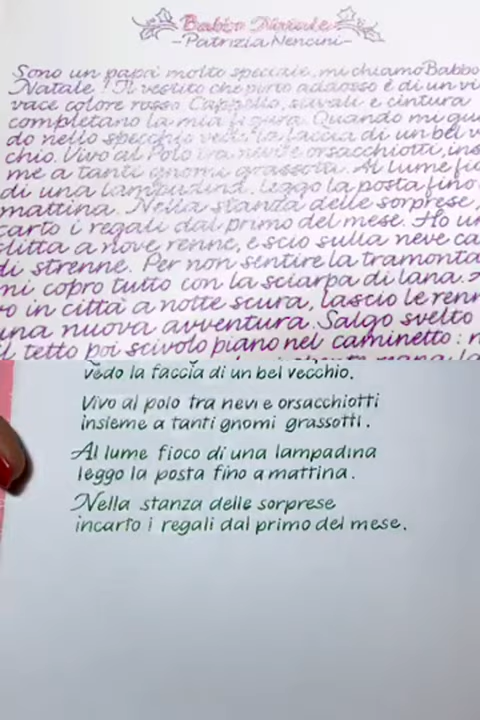 Babbo Natale
-Patrizia Nencini-
Sono un papà molto speciale, mi chiamo Babbo
Natale! Il vestito che porto addosso è di un vi
vace colore rosso. Cappello, stivali e cintura
completano la mia figura. Quando mi gua
do nello specchio vedo la faccia di un bel v
chio. Vivo al Polo tra nevi e orsacchiotti, ins
me a tanti gnomi grassotti. Al lume fio
di una lampadina, leggo la posta fino
mattina. Nella stanza delle sorprese,
carto i regali dal primo del mese. Ho un
slitta a nove renne, e scio sulla neve ca
di strenne. Per non sentire la tramonta
mi copro tutto con la sciarpa di lana.
o in città a notte scura, lascio le renn
una nuova avventura. Salgo svelto
il tetto poi scivolo piano nel caminetto:
vedo la faccia di un bel vecchio.
Vivo al polo tra nevi e orsacchiotti
insieme a tanti gnomi grassotti.
Al lume fioco di una lampadina
leggo la posta fino a mattina.
Nella stanza delle sorprese
incarto i regali dal primo del mese.